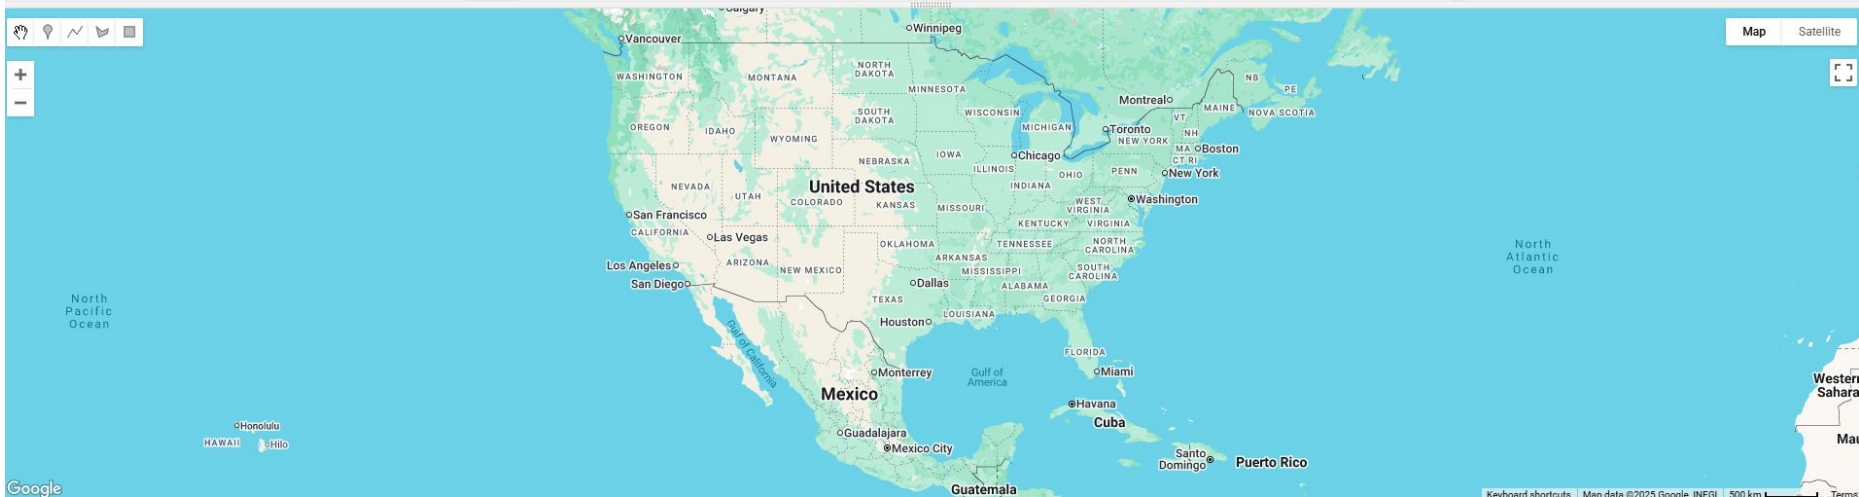 Calgary
Winnipeg
Vancouver
Map
Satellite
WASHINGTON
MONTANA
NORTH
DAKOTA
MINNESOTA
NB
PE
Montreal
MAINE
NOVA SCOTIA
OREGON
IDAHO
WYOMING
SOUTH
DAKOTA
WISCONSIN
MICHIGAN
Toronto
VT
NH
NEW YORK
MA
Boston
CT RI
NEBRASKA
IOWA
Chicago
ILLINOIS
INDIANA
OHIO
PENN
New York
NEVADA
UTAH
United States
COLORADO
KANSAS
MISSOURI
WEST
VIRGINIA
Washington
KENTUCKY
VIRGINIA
San Francisco
CALIFORNIA
Las Vegas
OKLAHOMA
TENNESSEE
NORTH
CAROLINA
Los Angeles
ARIZONA
NEW MEXICO
ARKANSAS
MISSISSIPPI
SOUTH
CAROLINA
San Diego
Dallas
ALABAMA
TEXAS
GEORGIA
Houston
LOUISIANA
North
Pacific
Ocean
North
Atlantic
Ocean
Gulf of California
FLORIDA
Monterrey
Gulf of
America
Miami
Mexico
Havana
Cuba
Western
Sahara
Honolulu
HAWAII
Hilo
Guadalajara
Mexico City
Santo
Domingo
Puerto Rico
Mau
Guatemala
Google
Keyboard shortcuts
Map data ©2025 Google, INEGI
500 km
Terms